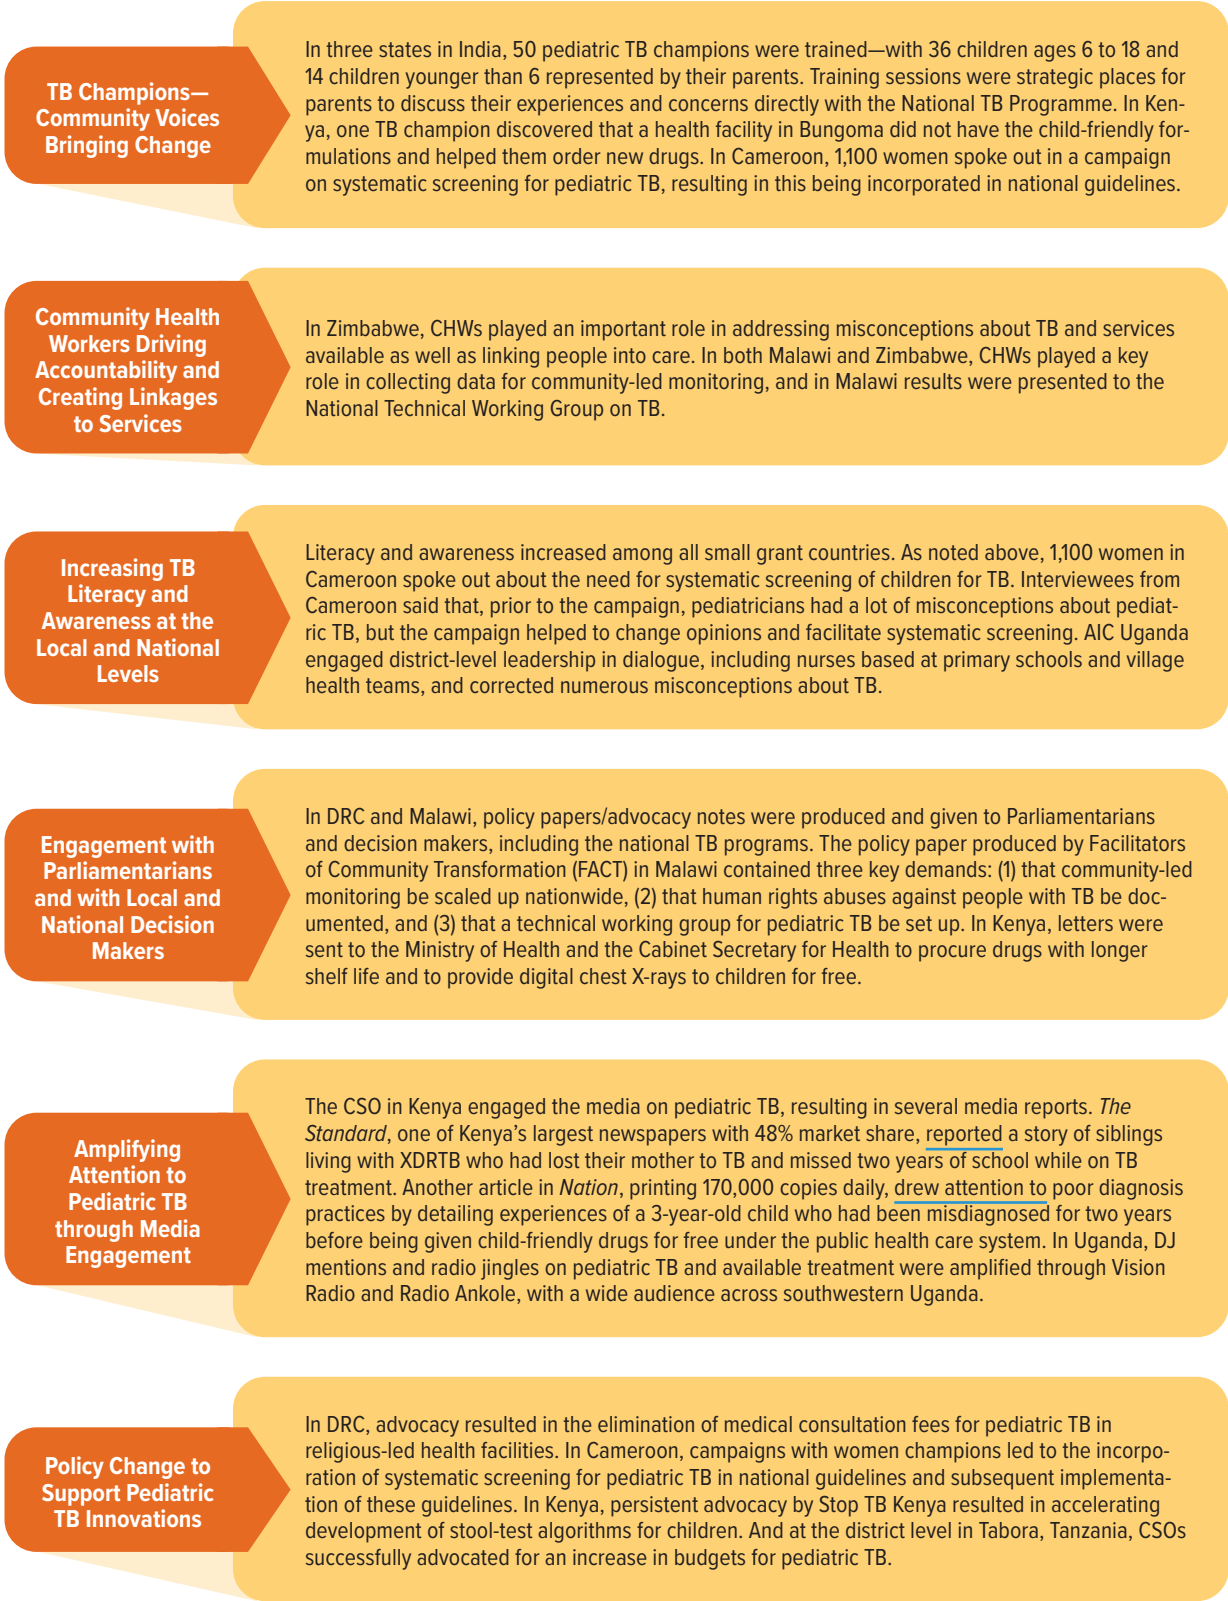 TB Champions—
Community Voices
Bringing Change
In three states in India, 50 pediatric TB champions were trained—with 36 children ages 6 to 18 and
14 children younger than 6 represented by their parents. Training sessions were strategic places for
parents to discuss their experiences and concerns directly with the National TB Programme. In Ken-
ya, one TB champion discovered that a health facility in Bungoma did not have the child-friendly for-
mulations and helped them order new drugs. In Cameroon, 1,100 women spoke out in a campaign
on systematic screening for pediatric TB, resulting in this being incorporated in national guidelines.
Community Health
Workers Driving
Accountability and
Creating Linkages
to Services
In Zimbabwe, CHWs played an important role in addressing misconceptions about TB and services
available as well as linking people into care. In both Malawi and Zimbabwe, CHWs played a key
role in collecting data for community-led monitoring, and in Malawi results were presented to the
National Technical Working Group on TB.
Increasing TB
Literacy and
Awareness at the
Local and National
Levels
Literacy and awareness increased among all small grant countries. As noted above, 1,100 women in
Cameroon spoke out about the need for systematic screening of children for TB. Interviewees from
Cameroon said that, prior to the campaign, pediatricians had a lot of misconceptions about pediat-
ric TB, but the campaign helped to change opinions and facilitate systematic screening. AIC Uganda
engaged district-level leadership in dialogue, including nurses based at primary schools and village
health teams, and corrected numerous misconceptions about TB.
Engagement with
Parliamentarians
and with Local and
National Decision
Makers
In DRC and Malawi, policy papers/advocacy notes were produced and given to Parliamentarians
and decision makers, including the national TB programs. The policy paper produced by Facilitators
of Community Transformation (FACT) in Malawi contained three key demands: (1) that community-led
monitoring be scaled up nationwide, (2) that human rights abuses against people with TB be doc-
umented, and (3) that a technical working group for pediatric TB be set up. In Kenya, letters were
sent to the Ministry of Health and the Cabinet Secretary for Health to procure drugs with longer
shelf life and to provide digital chest X-rays to children for free.
Amplifying
Attention to
Pediatric TB
through Media
Engagement
The CSO in Kenya engaged the media on pediatric TB, resulting in several media reports. The
Standard, one of Kenya's largest newspapers with 48% market share, reported a story of siblings
living with XDRTB who had lost their mother to TB and missed two years of school while on TB
treatment. Another article in Nation, printing 170,000 copies daily, drew attention to poor diagnosis
practices by detailing experiences of a 3-year-old child who had been misdiagnosed for two years
before being given child-friendly drugs for free under the public health care system. In Uganda, DJ
mentions and radio jingles on pediatric TB and available treatment were amplified through Vision
Radio and Radio Ankole, with a wide audience across southwestern Uganda.
Policy Change to
Support Pediatric
TB Innovations
In DRC, advocacy resulted in the elimination of medical consultation fees for pediatric TB in
religious-led health facilities. In Cameroon, campaigns with women champions led to the incorpo-
ration of systematic screening for pediatric TB in national guidelines and subsequent implementa-
tion of these guidelines. In Kenya, persistent advocacy by Stop TB Kenya resulted in accelerating
development of stool-test algorithms for children. And at the district level in Tabora, Tanzania, CSOs
successfully advocated for an increase in budgets for pediatric TB.